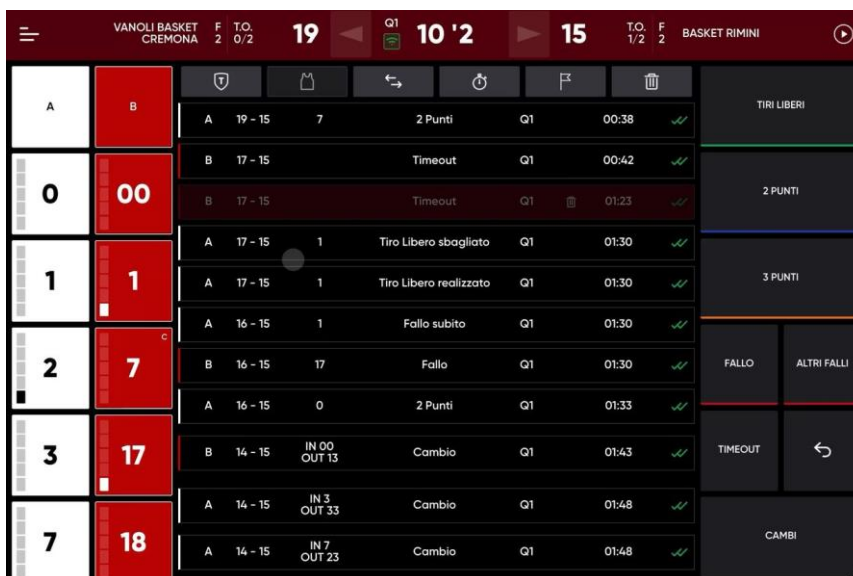 VANOLI BASKET CREMONA F 2 T.O. 0/2 19 Q1 10 '2 15 T.O. 1/2 F 2 BASKET RIMINI
A B
0 00
1 1
2 7 C
3 17
7 18
T
A 19 - 15 7 2 Punti Q1 00:38
B 17 - 15 Timeout Q1 00:42
B 17 - 15 Timeout Q1 01:23
A 17 - 15 1 Tiro Libero sbagliato Q1 01:30
A 17 - 15 1 Tiro Libero realizzato Q1 01:30
A 16 - 15 1 Fallo subito Q1 01:30
B 16 - 15 17 Fallo Q1 01:30
A 16 - 15 0 2 Punti Q1 01:33
B 14 - 15 IN 00 OUT 13 Cambio Q1 01:43
A 14 - 15 IN 3 OUT 33 Cambio Q1 01:48
A 14 - 15 IN 7 OUT 23 Cambio Q1 01:48
TIRI LIBERI
2 PUNTI
3 PUNTI
FALLO ALTRI FALLI
TIMEOUT
CAMBI